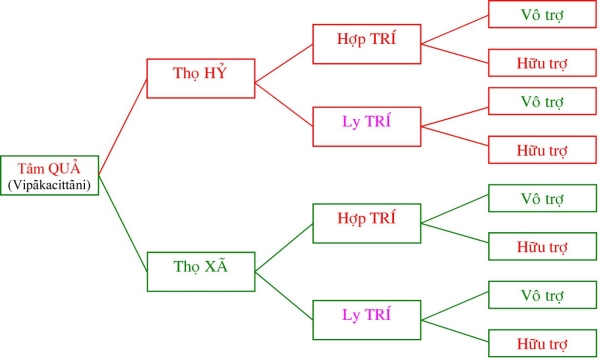 Tâm QUẢ
(Vipākacittāni)
Thọ HỶ
Hợp TRÍ
Vô trợ
Hữu trợ
Ly TRÍ
Vô trợ
Hữu trợ
Thọ XÃ
Hợp TRÍ
Vô trợ
Hữu trợ
Ly TRÍ
Vô trợ
Hữu trợ